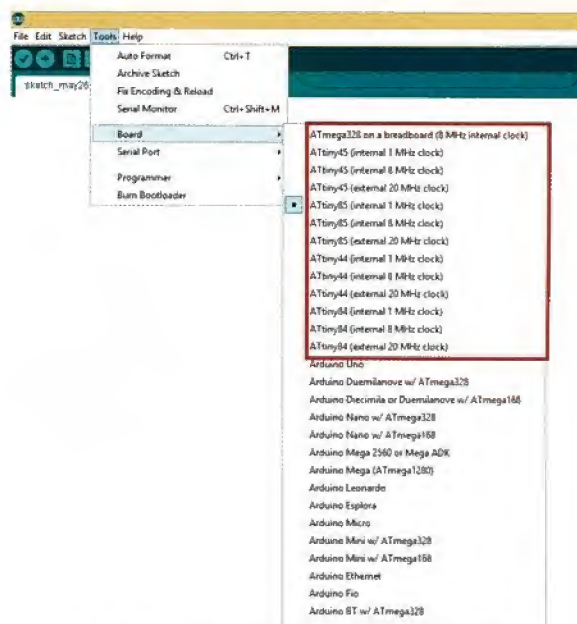 File Edit Sketch Tools Help
sketch_may26
Auto Format Ctrl+T
Archive Sketch
Fix Encoding & Reload
Serial Monitor Ctrl+Shift+M
Board
Serial Port
Programmer
Burn Bootloader
ATmega328 on a breadboard (8 MHz internal clock)
ATtiny45 (internal 1 MHz clock)
ATtiny45 (internal 8 MHz clock)
ATtiny45 (external 20 MHz clock)
ATtiny85 (internal 1 MHz clock)
ATtiny85 (internal 8 MHz clock)
ATtiny85 (external 20 MHz clock)
ATtiny44 (internal 1 MHz clock)
ATtiny44 (internal 8 MHz clock)
ATtiny44 (external 20 MHz clock)
ATtiny84 (internal 1 MHz clock)
ATtiny84 (internal 8 MHz clock)
ATtiny84 (external 20 MHz clock)
Arduino Uno
Arduino Duemilanove w/ ATmega328
Arduino Diecimila or Duemilanove w/ ATmega168
Arduino Nano w/ ATmega328
Arduino Nano w/ ATmega168
Arduino Mega 2560 or Mega ADK
Arduino Mega (ATmega1280)
Arduino Leonardo
Arduino Esplora
Arduino Micro
Arduino Mini w/ ATmega328
Arduino Mini w/ ATmega168
Arduino Ethernet
Arduino Fio
Arduino BT w/ ATmega328